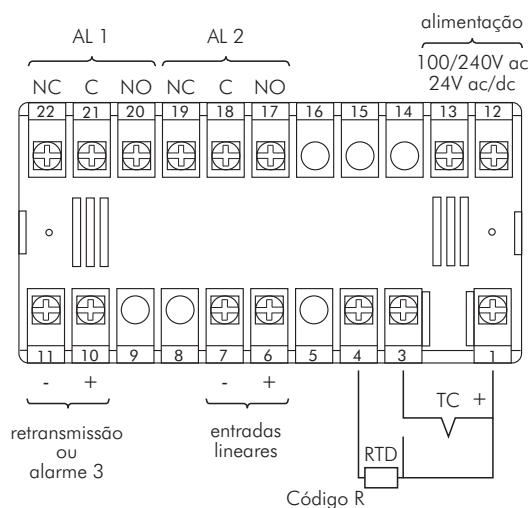 alimentação
AL 1 AL 2
100/240V ac
24V ac/dc
NC C NO NC C NO
22 21 20 19 18 17 16 15 14 13 12
11 10 9 8 7 6 5 4 3 1
- + - + TC +
retransmissão
ou
alarme 3
entradas
lineares
RTD
Código R